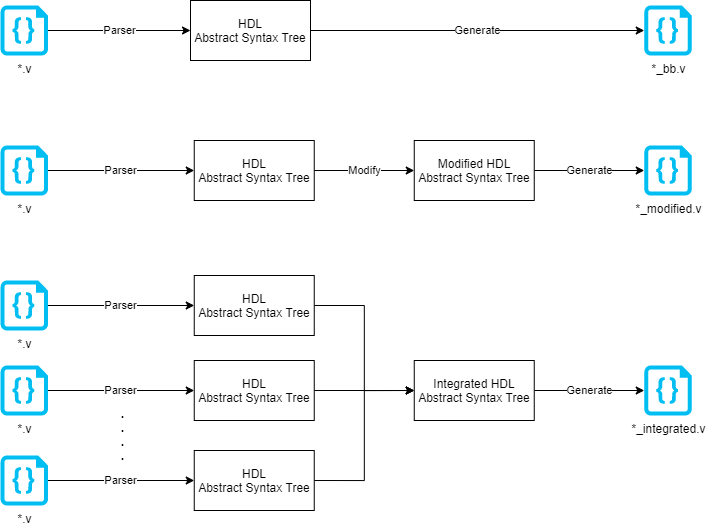 Parser
HDL
Abstract Syntax Tree
Generate
*.v
*_bb.v
Parser
HDL
Abstract Syntax Tree
Modify
Modified HDL
Abstract Syntax Tree
Generate
*.v
*_modified.v
Parser
HDL
Abstract Syntax Tree
*.v
Parser
HDL
Abstract Syntax Tree
Integrated HDL
Abstract Syntax Tree
Generate
*.v
*_integrated.v
.
.
.
.
Parser
HDL
Abstract Syntax Tree
*.v